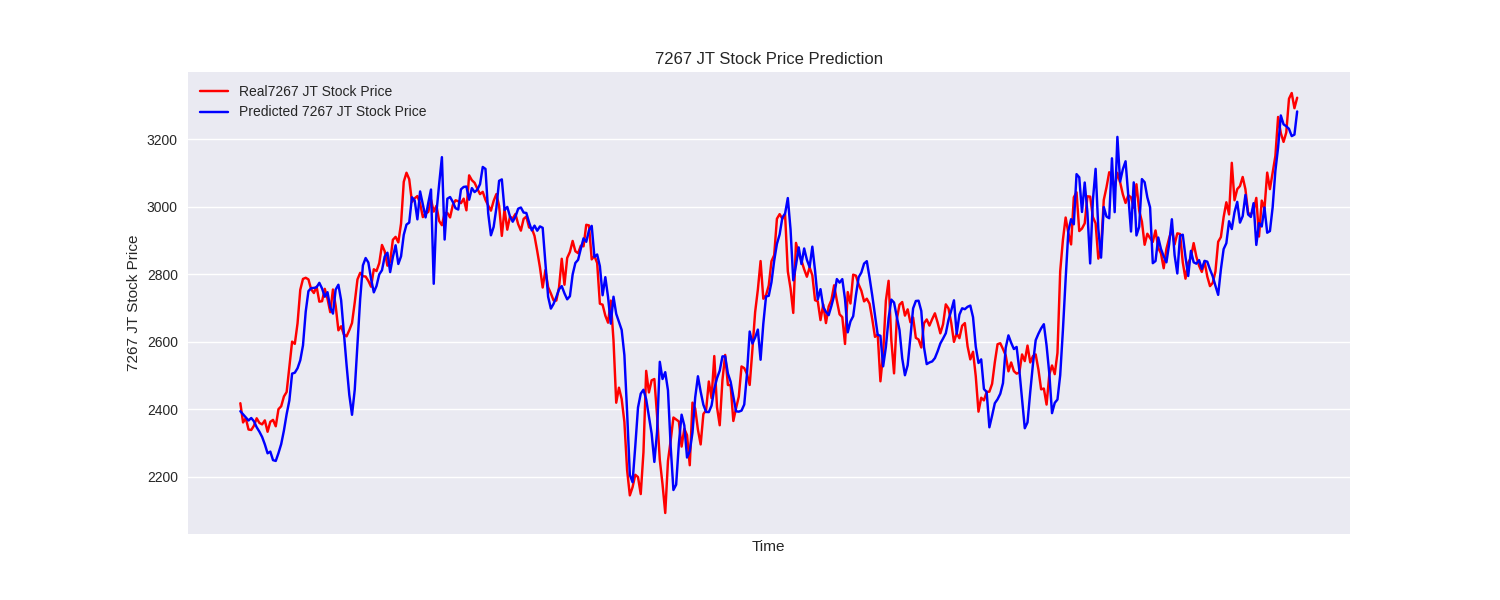 7267 JT Stock Price Prediction
Real7267 JT Stock Price
Predicted 7267 JT Stock Price
7267 JT Stock Price
3200
3000
2800
2600
2400
2200
Time